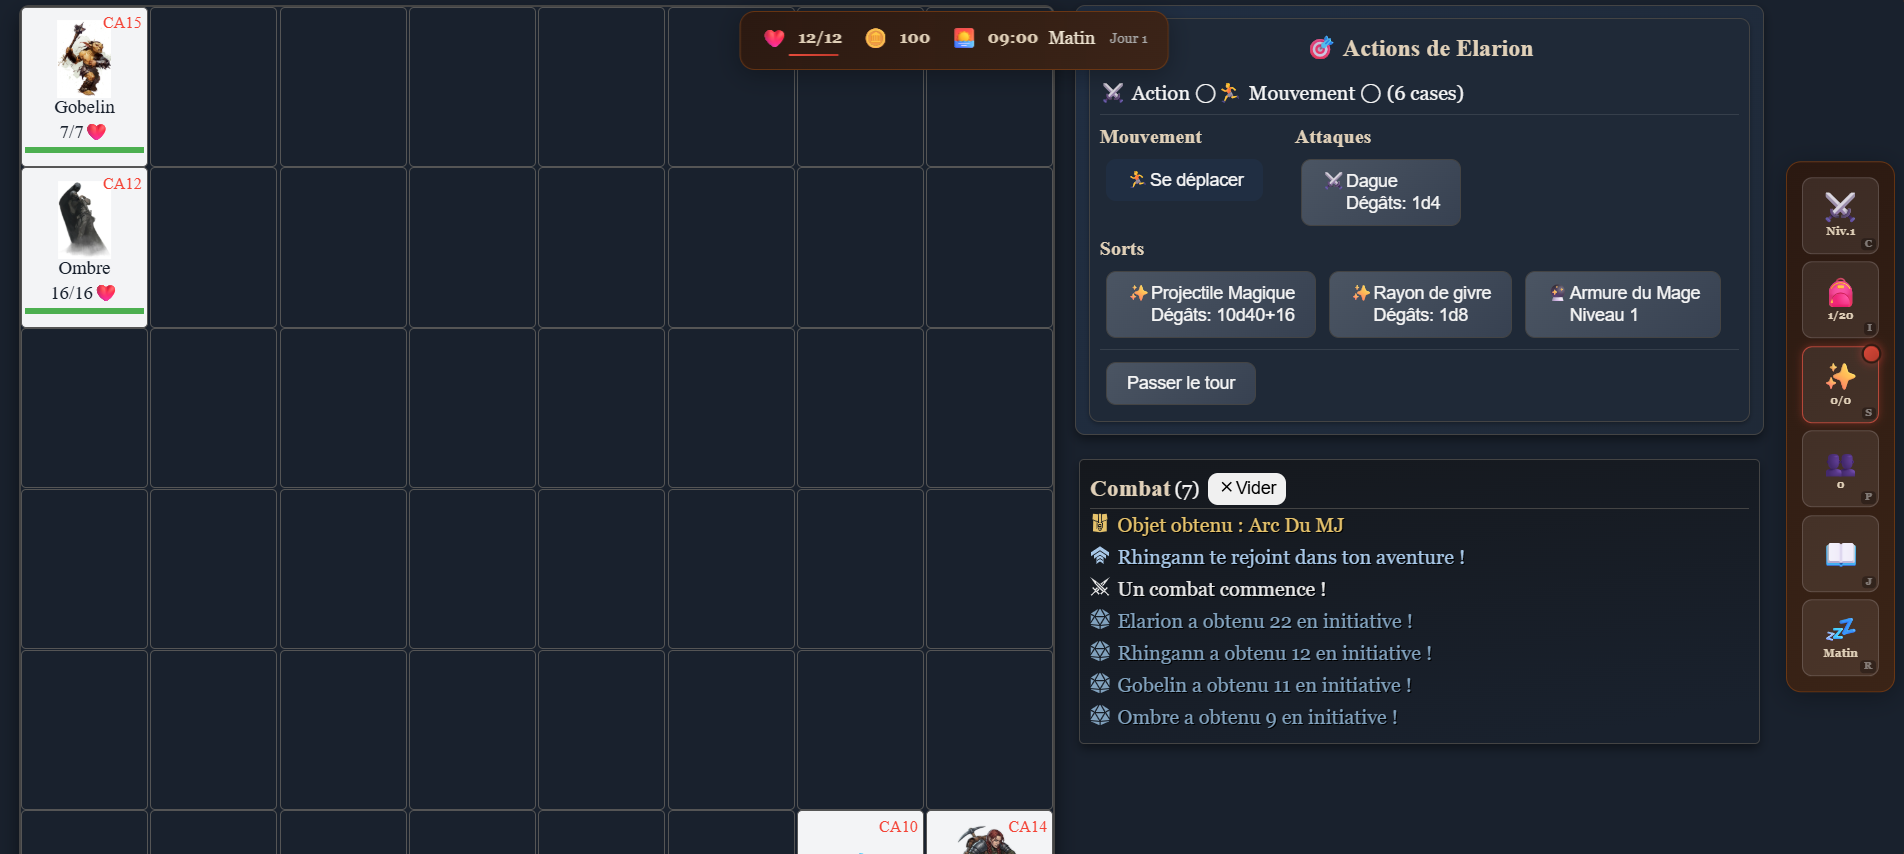 CA15
Gobelin
7/7
CA12
Ombre
16/16
12/12 100 09:00 Matin Jour 1
CA10
CA14
Actions de Elarion
Action Mouvement (6 cases)
Mouvement
Se déplacer
Attaques
Dague
Dégâts: 1d4
Sorts
Projectile Magique
Dégâts: 10d40+16
Rayon de givre
Dégâts: 1d8
Armure du Mage
Niveau 1
Passer le tour
Combat (7) ×Vider
Objet obtenu : Arc Du MJ
Rhingann te rejoint dans ton aventure !
Un combat commence !
Elarion a obtenu 22 en initiative !
Rhingann a obtenu 12 en initiative !
Gobelin a obtenu 11 en initiative !
Ombre a obtenu 9 en initiative !
Niv.1
C
1/20
I
0/0
S
0
P
J
Matin
R